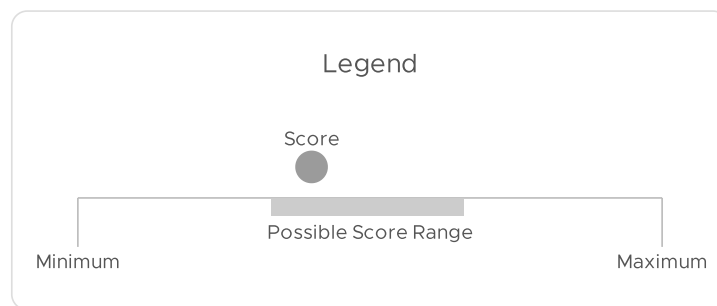 Legend
Score
Possible Score Range
Minimum
Maximum